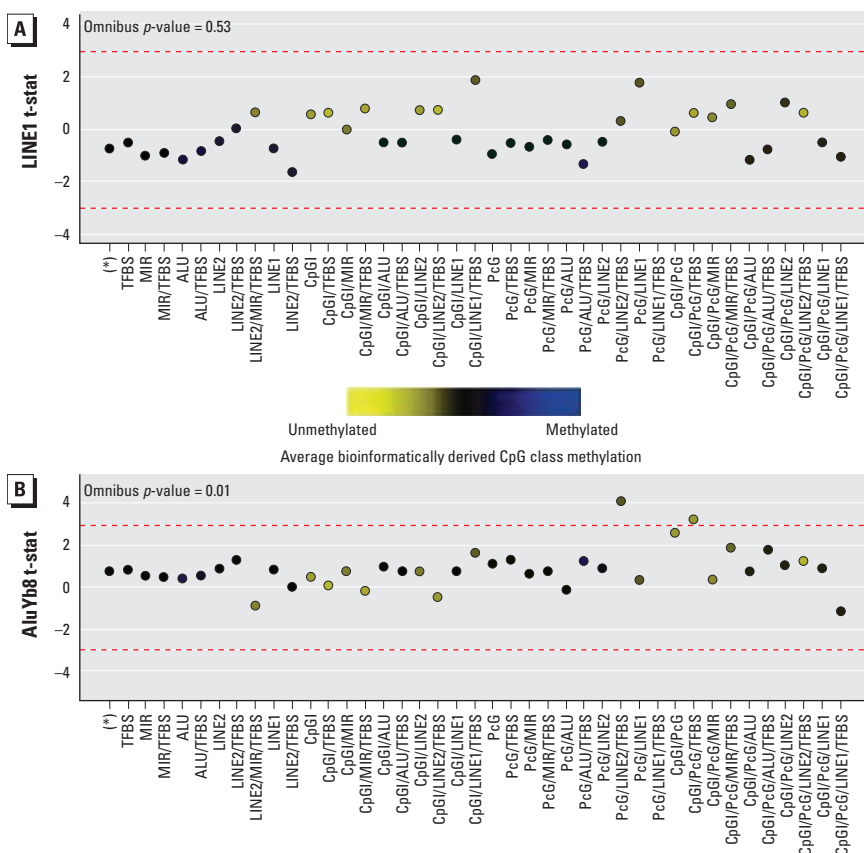 A
Omnibus p-value = 0.53
LINE1 t-stat
4
2
0
–2
–4
(*)
TFBS
MIR
MIR/TFBS
ALU
ALU/TFBS
LINE2
LINE2/TFBS
LINE2/MIR/TFBS
LINE1
LINE2/TFBS
CpGI
CpGI/TFBS
CpGI/MIR
CpGI/MIR/TFBS
CpGI/ALU
CpGI/ALU/TFBS
CpGI/LINE2
CpGI/LINE2/TFBS
CpGI/LINE1
CpGI/LINE1/TFBS
PcG
PcG/TFBS
PcG/MIR
PcG/MIR/TFBS
PcG/ALU
PcG/ALU/TFBS
PcG/LINE2
PcG/LINE2/TFBS
PcG/LINE1
PcG/LINE1/TFBS
CpGI/PcG
CpGI/PcG/TFBS
CpGI/PcG/MIR
CpGI/PcG/MIR/TFBS
CpGI/PcG/ALU
CpGI/PcG/ALU/TFBS
CpGI/PcG/LINE2
CpGI/PcG/LINE2/TFBS
CpGI/PcG/LINE1
CpGI/PcG/LINE1/TFBS
Unmethylated
Methylated
Average bioinformatically derived CpG class methylation
B
Omnibus p-value = 0.01
AluYb8 t-stat
4
2
0
–2
–4
(*)
TFBS
MIR
MIR/TFBS
ALU
ALU/TFBS
LINE2
LINE2/TFBS
LINE2/MIR/TFBS
LINE1
LINE2/TFBS
CpGI
CpGI/TFBS
CpGI/MIR
CpGI/MIR/TFBS
CpGI/ALU
CpGI/ALU/TFBS
CpGI/LINE2
CpGI/LINE2/TFBS
CpGI/LINE1
CpGI/LINE1/TFBS
PcG
PcG/TFBS
PcG/MIR
PcG/MIR/TFBS
PcG/ALU
PcG/ALU/TFBS
PcG/LINE2
PcG/LINE2/TFBS
PcG/LINE1
PcG/LINE1/TFBS
CpGI/PcG
CpGI/PcG/TFBS
CpGI/PcG/MIR
CpGI/PcG/MIR/TFBS
CpGI/PcG/ALU
CpGI/PcG/ALU/TFBS
CpGI/PcG/LINE2
CpGI/PcG/LINE2/TFBS
CpGI/PcG/LINE1
CpGI/PcG/LINE1/TFBS